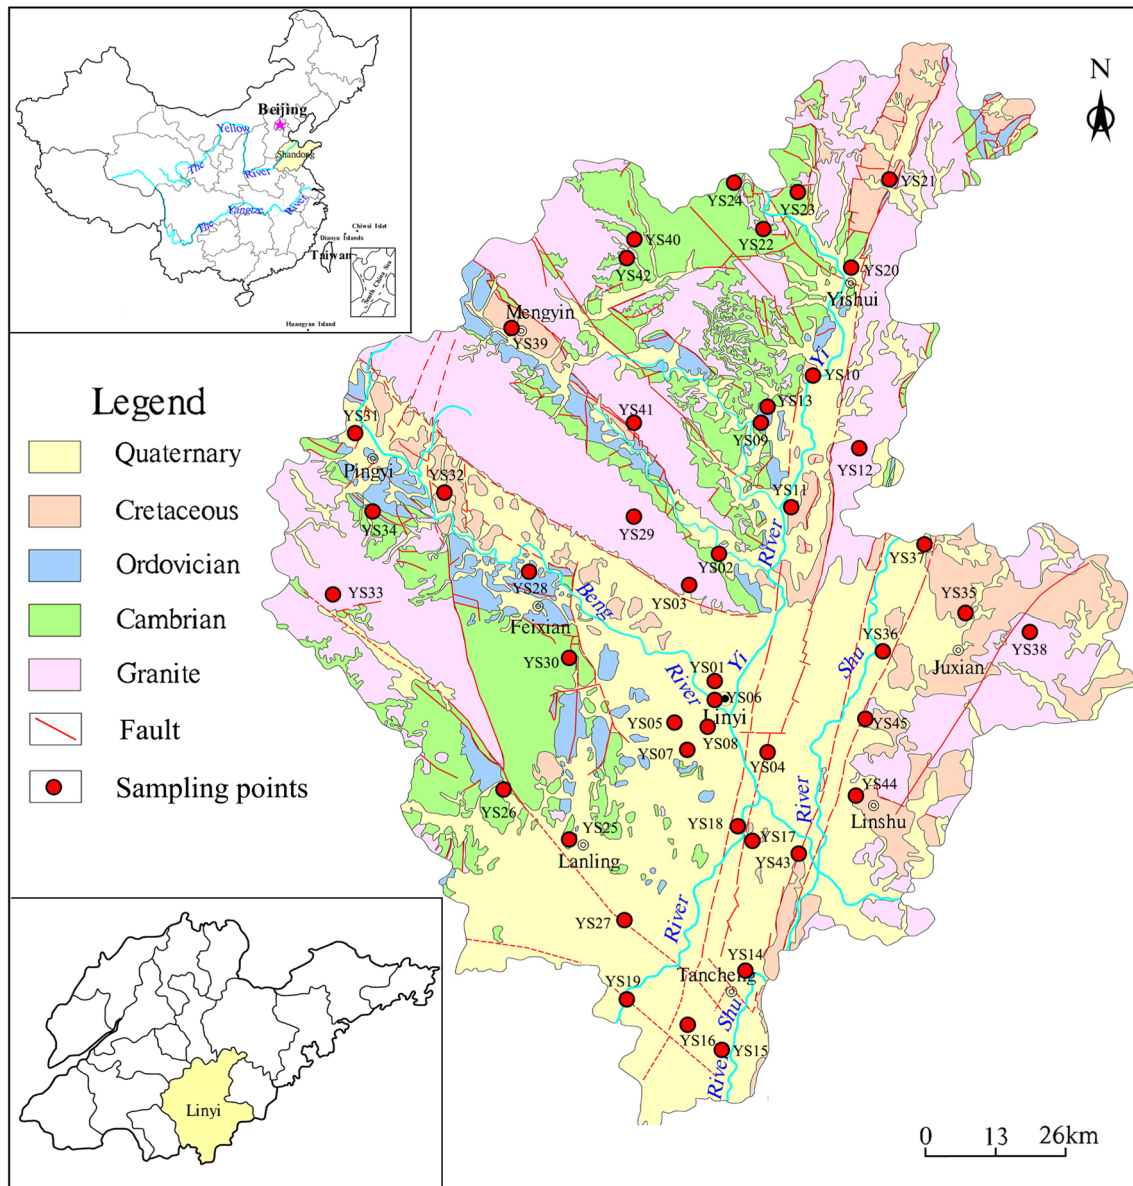 Beijing
Yellow
Shandong
The
River
The
Yangtze
River
Chiwei Islet
Diaoyu Islands
Taiwan
South China Sea
Huangyan Island
N
YS21
YS24
YS23
YS22
YS40
YS42
YS20
Yishui
Mengyin
YS39
Yi
YS10
YS13
YS09
YS41
YS31
YS12
Pingyi
YS32
YS11
YS34
YS29
River
YS02
YS37
YS33
YS28
YS03
Beng
YS35
Feixian
YS36
YS38
YS30
Shu
Juxian
YS01
Yi
River
YS06
Linyi
YS05
YS45
YS08
YS07
YS04
YS44
River
YS26
Linshu
YS18
YS25
YS17
Lanling
YS43
YS27
River
YS14
Tancheng
YS19
Shu
YS16
YS15
River
Legend
Quaternary
Cretaceous
Ordovician
Cambrian
Granite
Fault
Sampling points
Linyi
0 13 26km